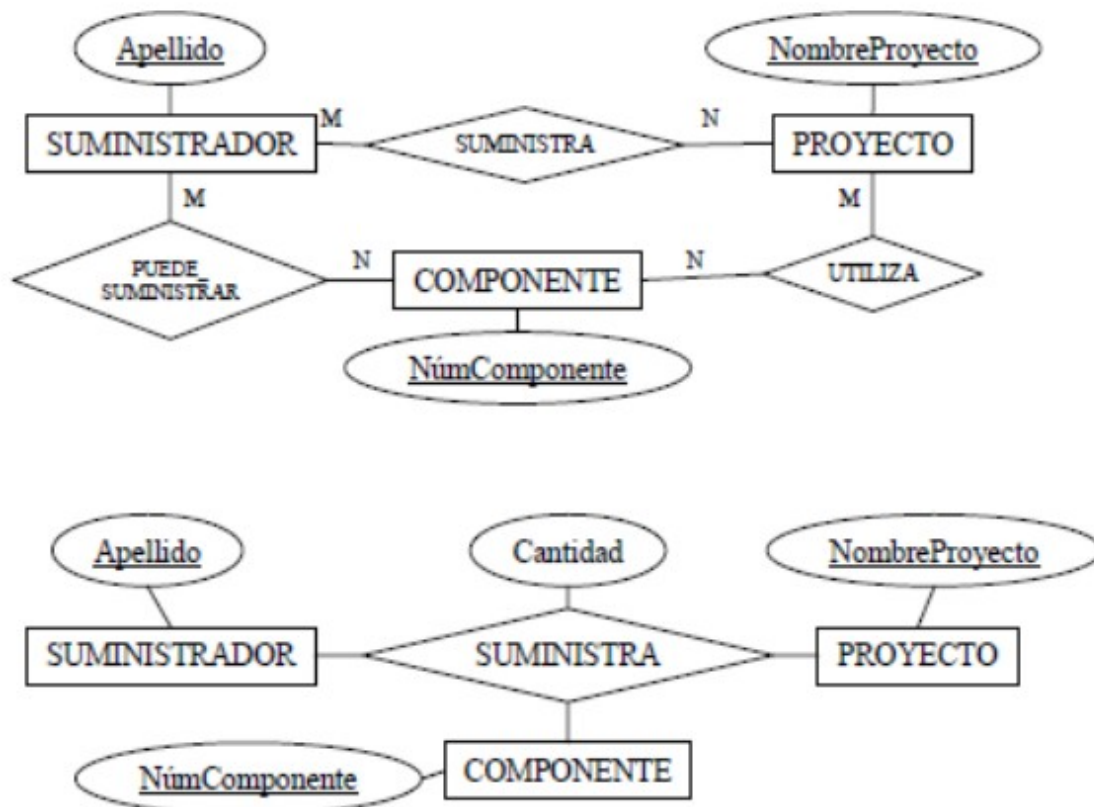 Apellido
NombreProyecto
SUMINISTRADOR
M
SUMINISTRA
N
PROYECTO
M
M
PUEDE_
SUMINISTRAR
N
COMPONENTE
N
UTILIZA
NúmComponente
Apellido
Cantidad
NombreProyecto
SUMINISTRADOR
SUMINISTRA
PROYECTO
NúmComponente
COMPONENTE